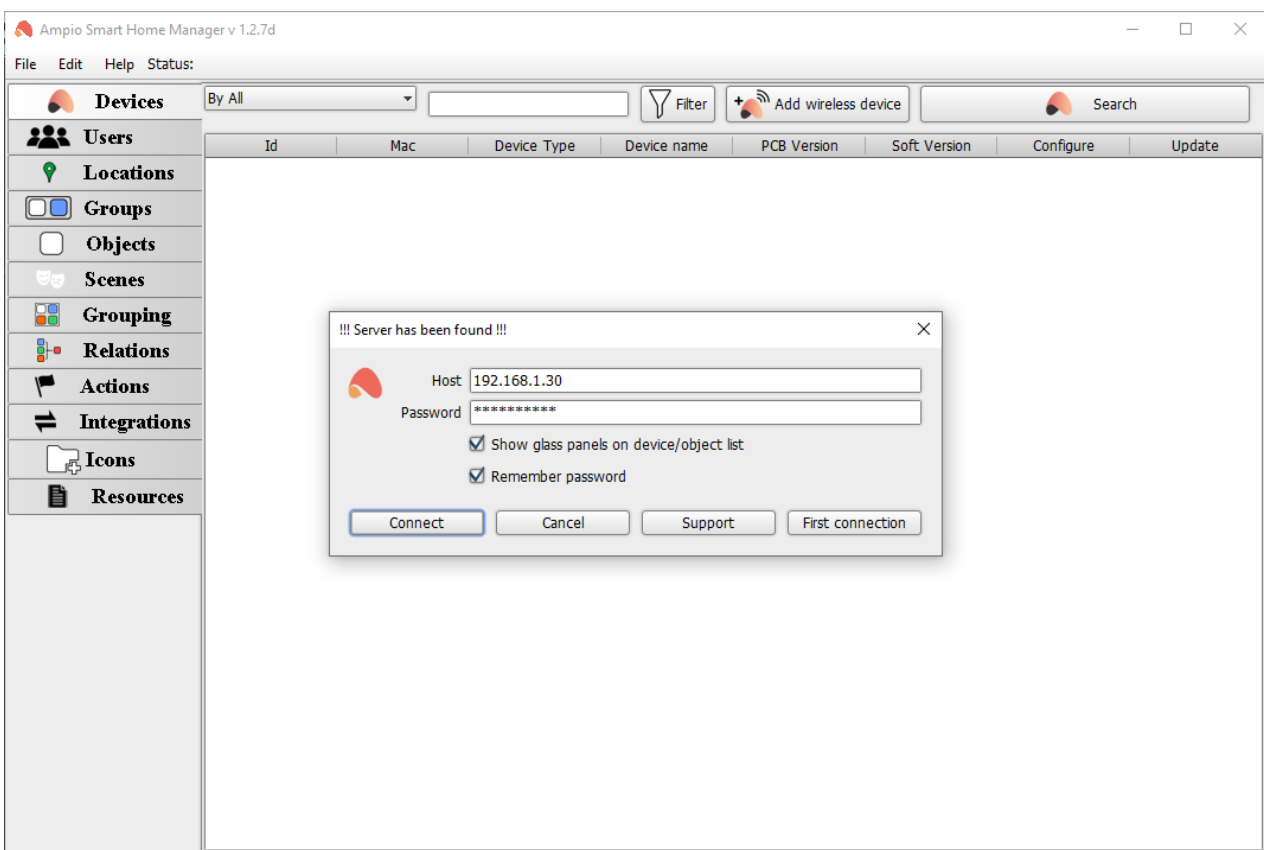 Ampio Smart Home Manager v 1.2.7d
File Edit Help Status:
Devices
Users
Locations
Groups
Objects
Scenes
Grouping
Relations
Actions
Integrations
Icons
Resources
By All Filter Add wireless device Search
Id Mac Device Type Device name PCB Version Soft Version Configure Update
!!! Server has been found !!!
Host 192.168.1.30
Password **********
Show glass panels on device/object list
Remember password
Connect Cancel Support First connection